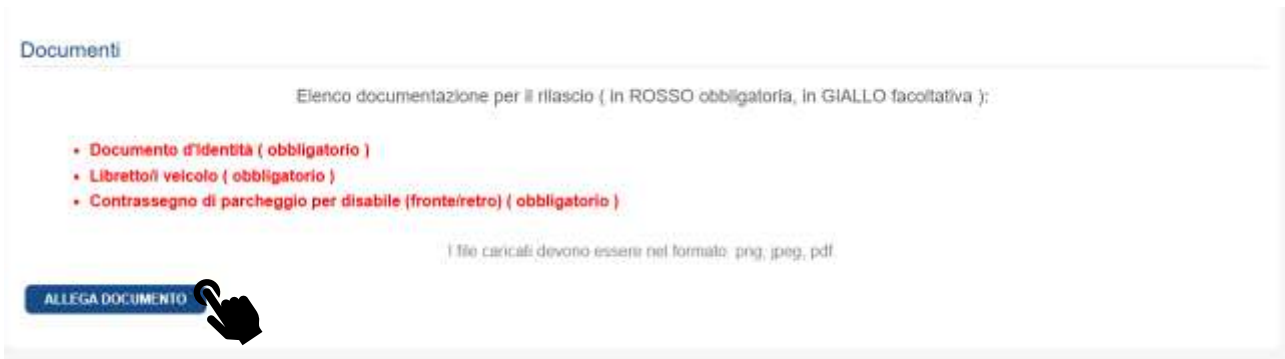 Documenti
Elenco documentazione per il rilascio ( in ROSSO obbligatoria, in GIALLO facoltativa ):
• Documento d'Identità ( obbligatorio )
• Libretto/i veicolo ( obbligatorio )
• Contrassegno di parcheggio per disabile (fronte/retro) ( obbligatorio )
I file caricati devono essere nel formato: png, jpeg, pdf
ALLEGA DOCUMENTO